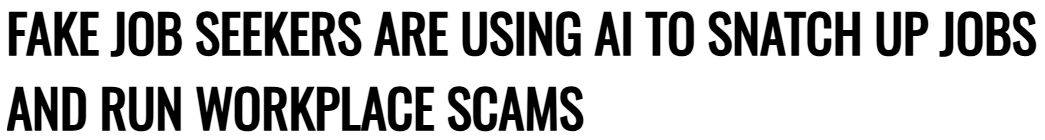 FAKE JOB SEEKERS ARE USING AI TO SNATCH UP JOBS
AND RUN WORKPLACE SCAMS